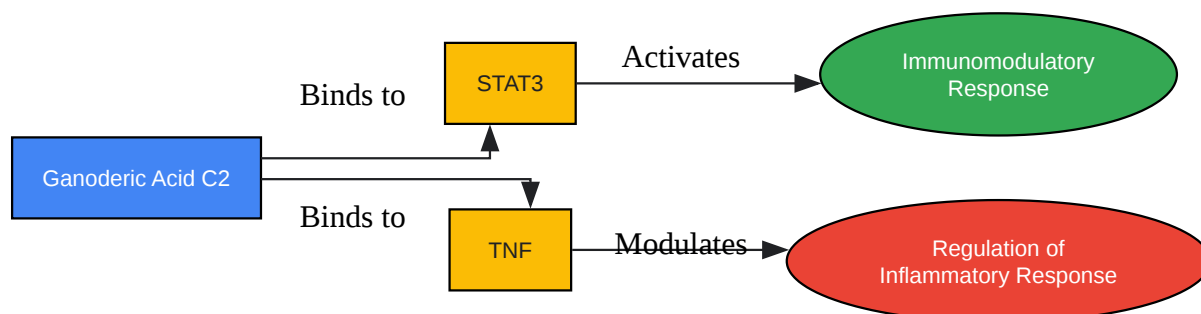 Activates
Immunomodulatory
Response
STAT3
Binds to
Ganoderic Acid C2
Binds to
TNF
Modulates
Regulation of
Inflammatory Response